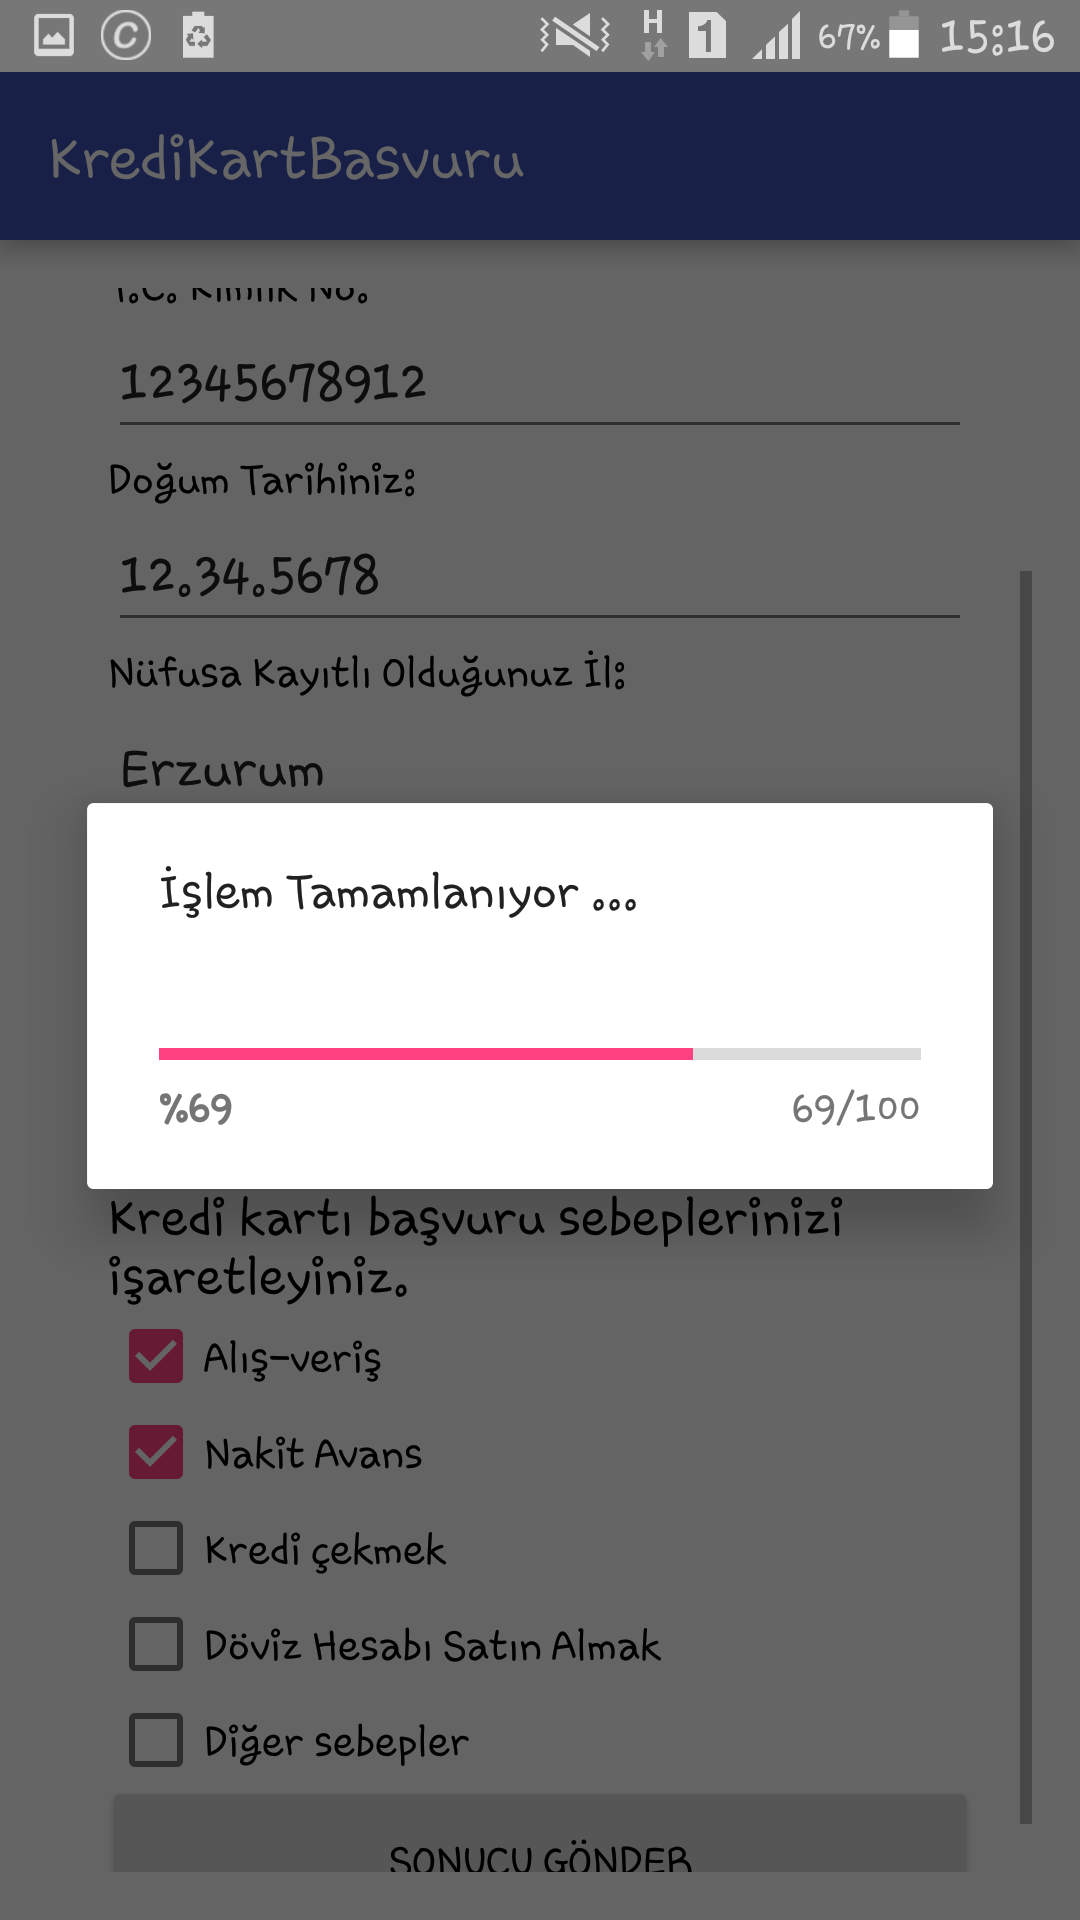 67% 15:16
KrediKartBasvuru
T.C. Kimlik No:
12345678912
Doğum Tarihiniz:
12.34.5678
Nüfusa Kayıtlı Olduğunuz İl:
Erzurum
İşlem Tamamlanıyor ...
%69 69/100
Kredi kartı başvuru sebeplerinizi
işaretleyiniz.
Alış-veriş
Nakit Avans
Kredi çekmek
Döviz Hesabı Satın Almak
Diğer sebepler
SONUCU GÖNDER